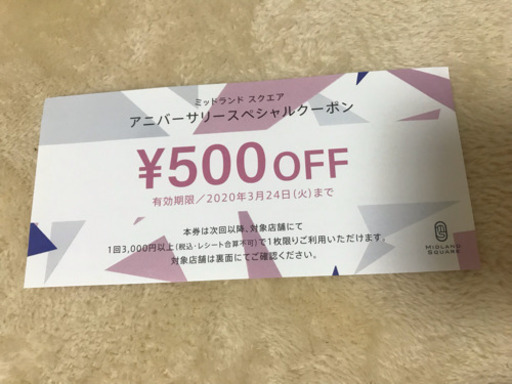 ミッドランド スクエア
アニバーサリースペシャルクーポン
¥500 OFF
有効期限／2020年3月24日(火)まで
本券は次回以降、対象店舗にて
1回3,000円以上(税込・レシート合算不可)で1枚限りご利用いただけます。
対象店舗は裏面にてご確認ください。
MIDLAND
SQUARE